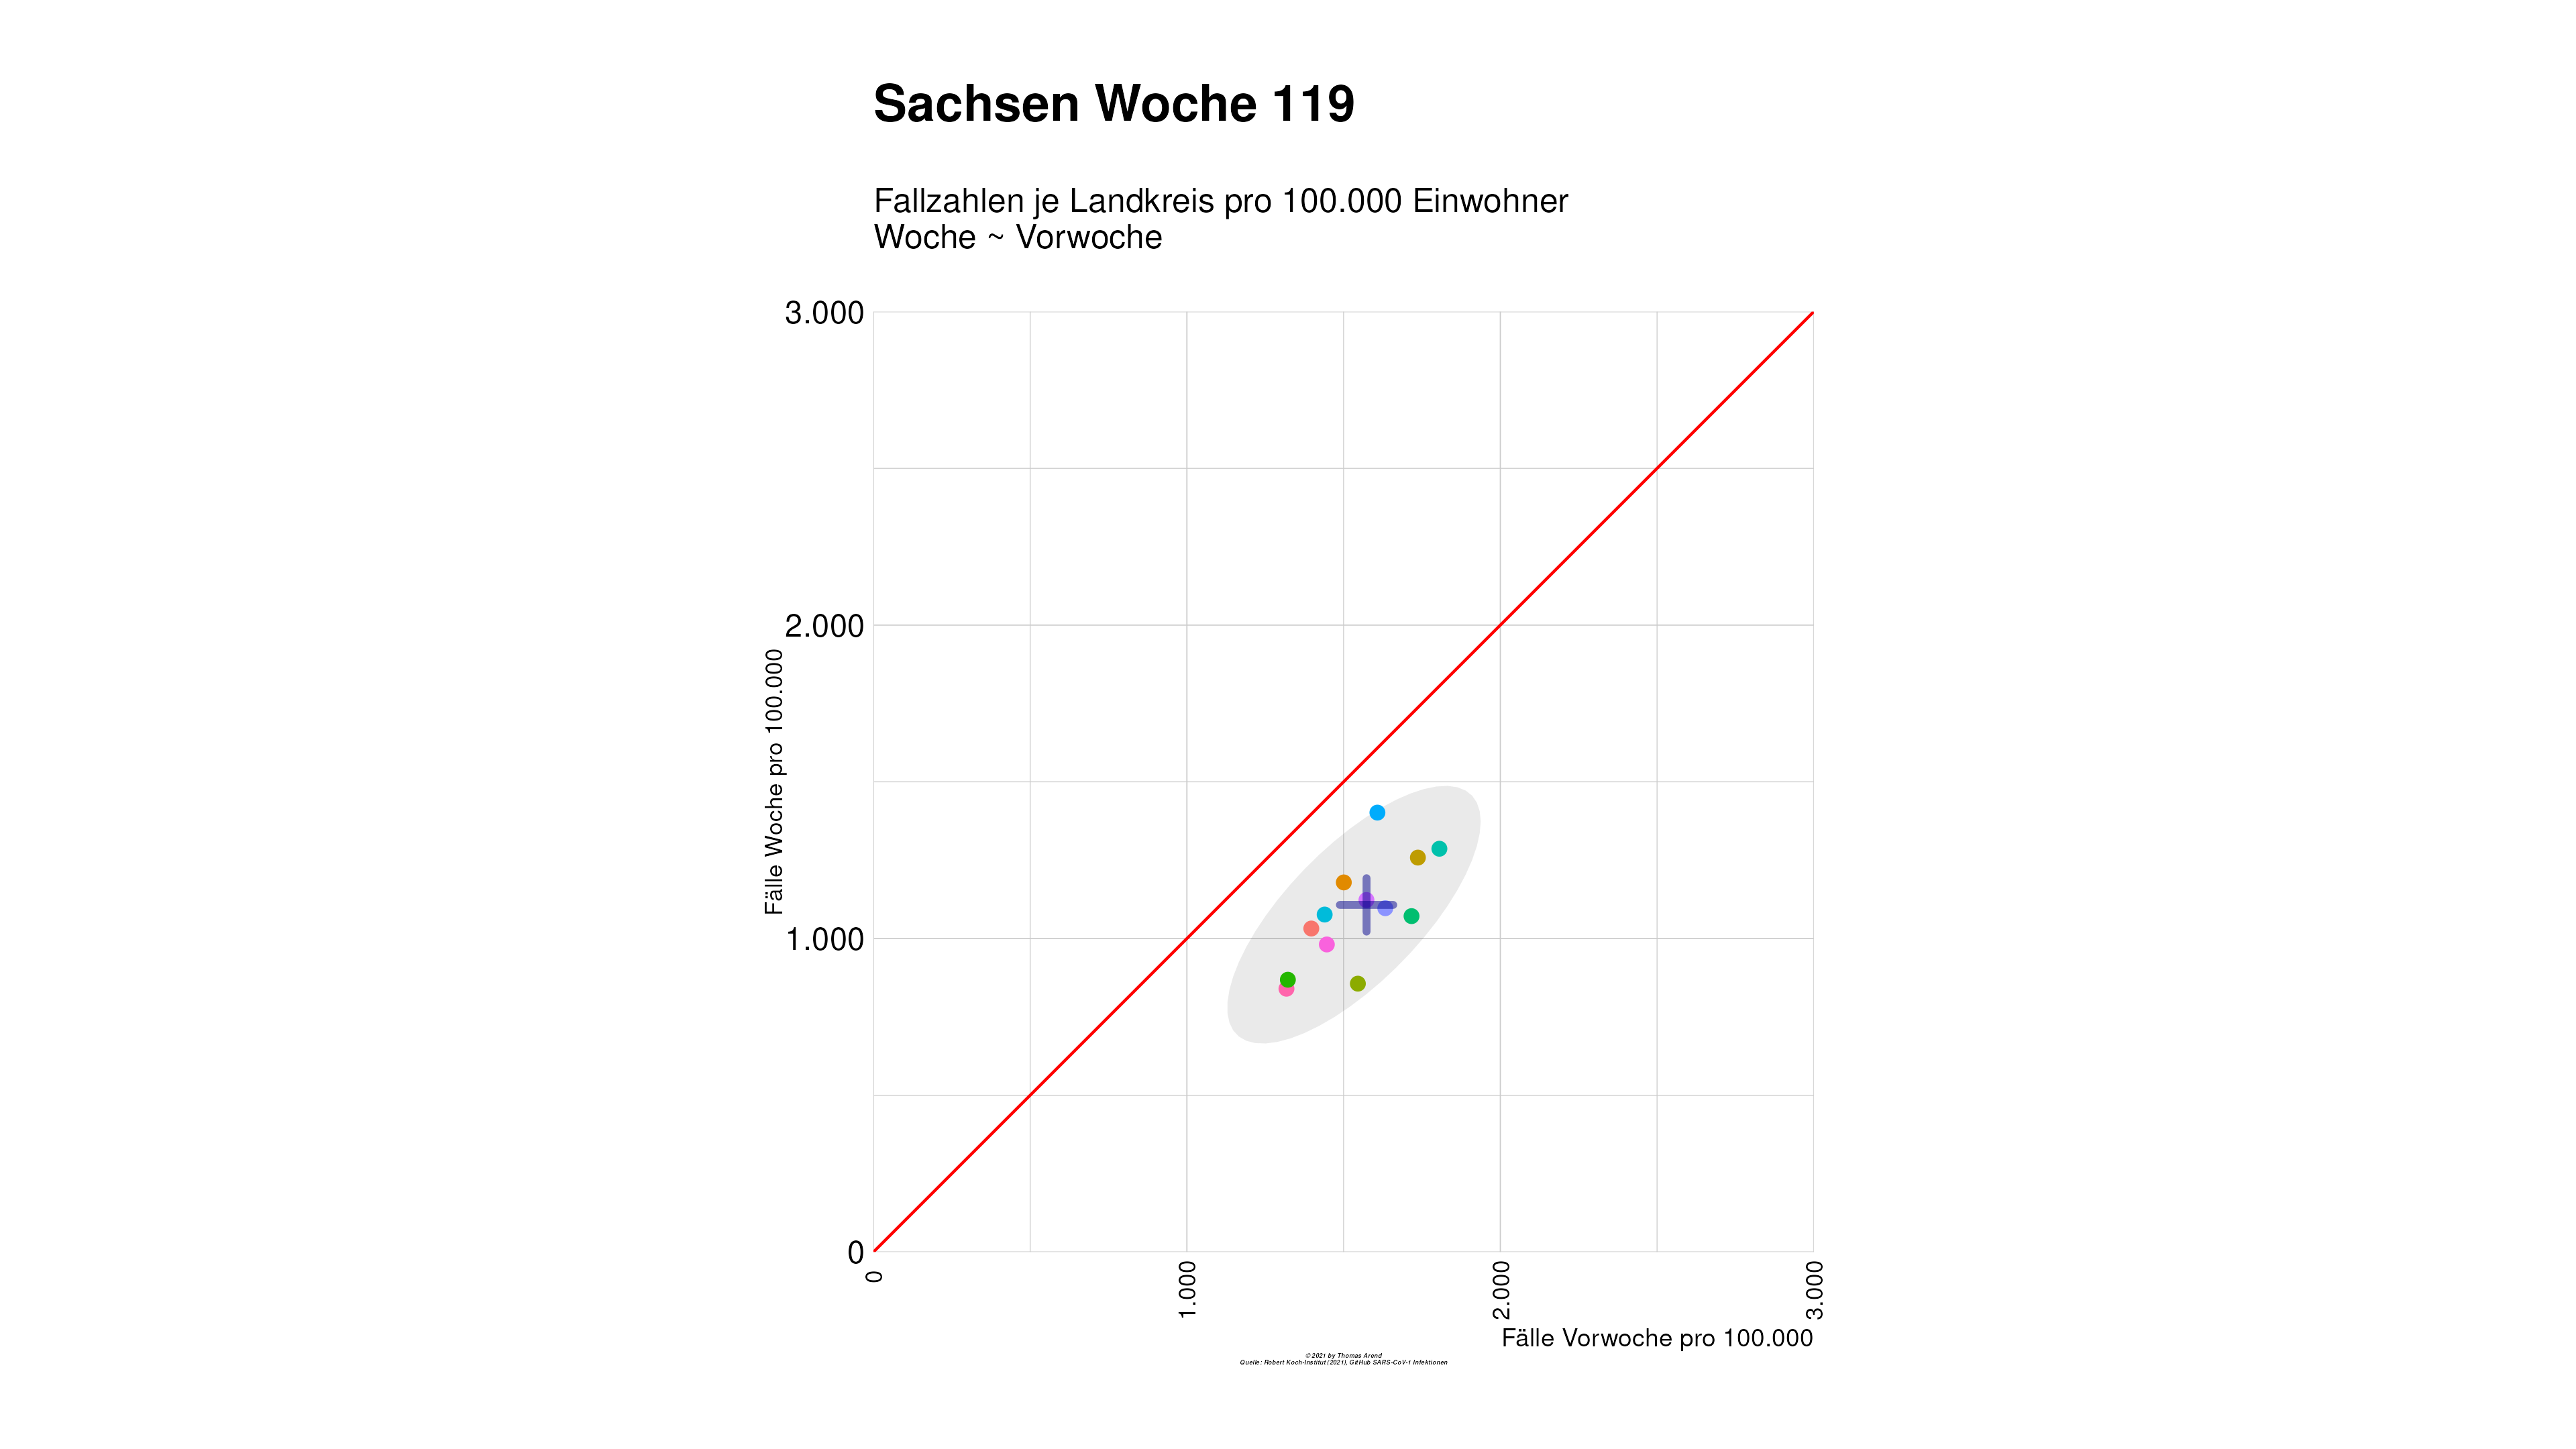 Sachsen Woche 119
Fallzahlen je Landkreis pro 100.000 Einwohner
Woche ~ Vorwoche
3.000
2.000
1.000
0
Fälle Woche pro 100.000
0
1.000
2.000
3.000
Fälle Vorwoche pro 100.000
© 2021 by Thomas Arend
Quelle: Robert Koch-Institut (2021), GitHub SARS-CoV-1 Infektionen